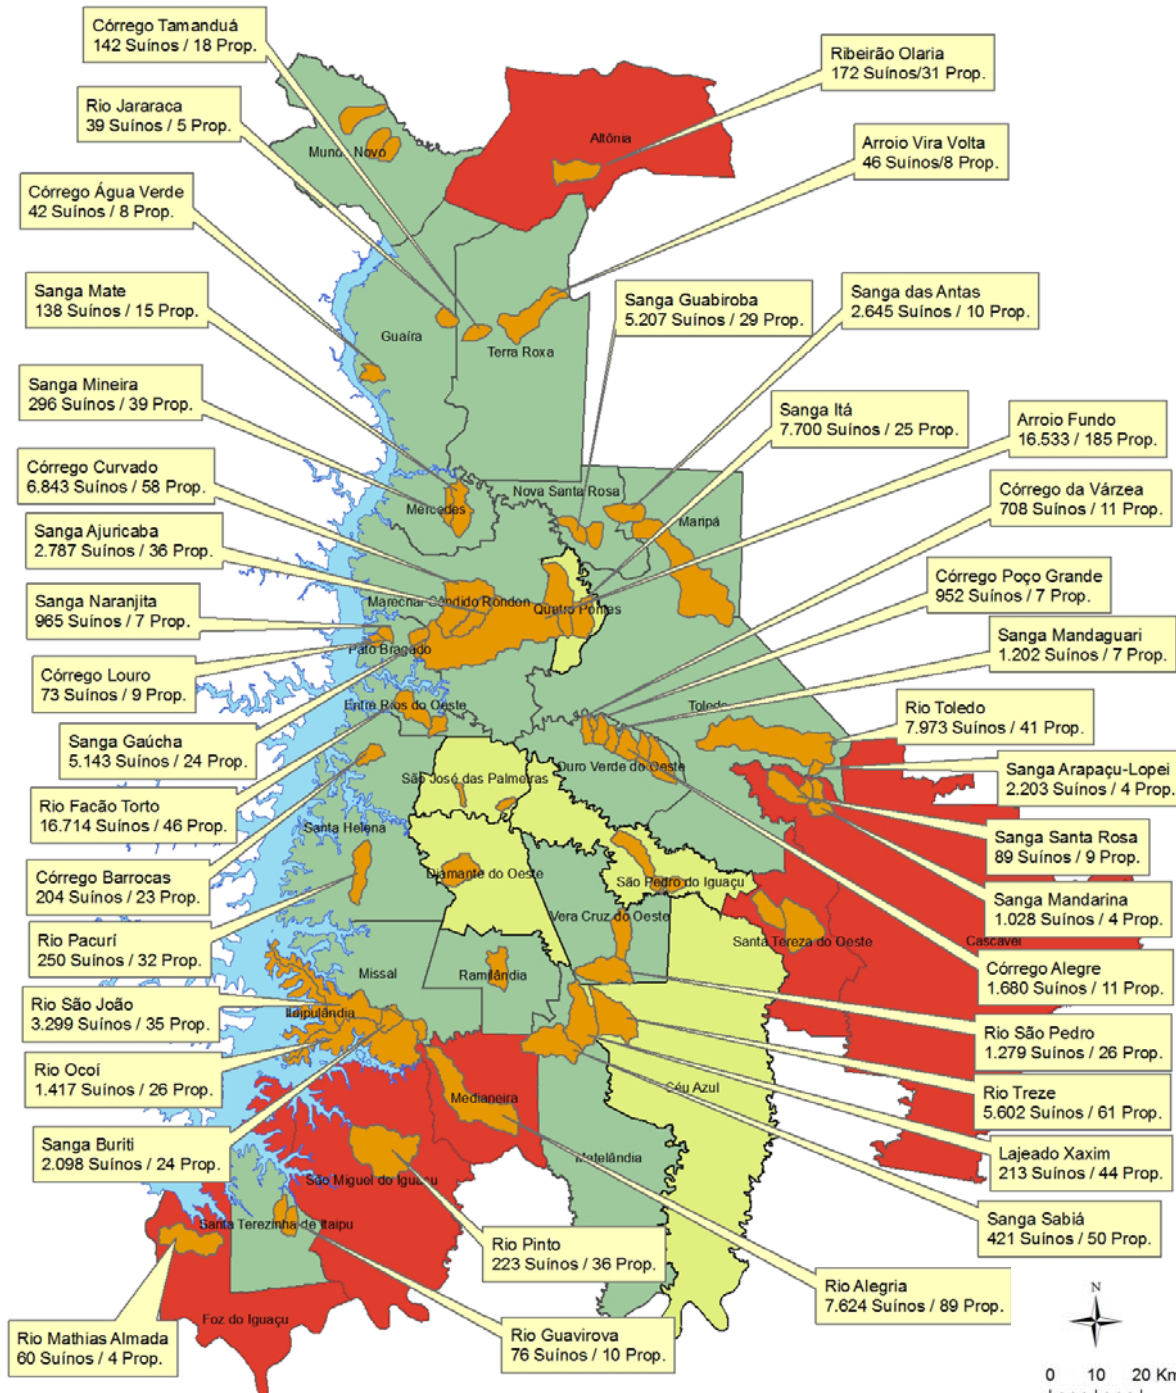 Córrego Tamanduá
142 Suínos / 18 Prop.
Ribeirão Olaria
172 Suínos/31 Prop.
Rio Jararaca
39 Suínos / 5 Prop.
Altônia
Arroio Vira Volta
46 Suínos/8 Prop.
Mundo Novo
Córrego Água Verde
42 Suínos / 8 Prop.
Sanga Mate
138 Suínos / 15 Prop.
Sanga Guabiroba
5.207 Suínos / 29 Prop.
Sanga das Antas
2.645 Suínos / 10 Prop.
Guaíra
Terra Roxa
Sanga Mineira
296 Suínos / 39 Prop.
Sanga Itá
7.700 Suínos / 25 Prop.
Arroio Fundo
16.533 / 185 Prop.
Córrego Curvado
6.843 Suínos / 58 Prop.
Nova Santa Rosa
Mercedes
Maripá
Córrego da Várzea
708 Suínos / 11 Prop.
Sanga Ajuricaba
2.787 Suínos / 36 Prop.
Córrego Poço Grande
952 Suínos / 7 Prop.
Sanga Naranjita
965 Suínos / 7 Prop.
Marechal Cândido Rondon
Quatro Pontes
Pato Bragado
Sanga Mandaguari
1.202 Suínos / 7 Prop.
Córrego Louro
73 Suínos / 9 Prop.
Entre Rios do Oeste
Toledo
Rio Toledo
7.973 Suínos / 41 Prop.
Sanga Gaúcha
5.143 Suínos / 24 Prop.
Ouro Verde do Oeste
São José das Palmeiras
Sanga Arapaçu-Lopei
2.203 Suínos / 4 Prop.
Rio Facão Torto
16.714 Suínos / 46 Prop.
Santa Helena
Sanga Santa Rosa
89 Suínos / 9 Prop.
Córrego Barrocas
204 Suínos / 23 Prop.
Diamante do Oeste
São Pedro do Iguaçu
Sanga Mandarina
1.028 Suínos / 4 Prop.
Rio Pacurí
250 Suínos / 32 Prop.
Vera Cruz do Oeste
Santa Tereza do Oeste
Cascavel
Missal
Ramilândia
Córrego Alegre
1.680 Suínos / 11 Prop.
Rio São João
3.299 Suínos / 35 Prop.
Itaipulândia
Rio São Pedro
1.279 Suínos / 26 Prop.
Rio Ocoí
1.417 Suínos / 26 Prop.
Medianeira
Céu Azul
Rio Treze
5.602 Suínos / 61 Prop.
Sanga Buriti
2.098 Suínos / 24 Prop.
Matelândia
Lajeado Xaxim
213 Suínos / 44 Prop.
São Miguel do Iguaçu
Santa Terezinha de Itaipu
Sanga Sabiá
421 Suínos / 50 Prop.
Rio Pinto
223 Suínos / 36 Prop.
Rio Alegria
7.624 Suínos / 89 Prop.
Foz do Iguaçu
Rio Mathias Almada
60 Suínos / 4 Prop.
Rio Guavirova
76 Suínos / 10 Prop.
N
0 10 20 Km